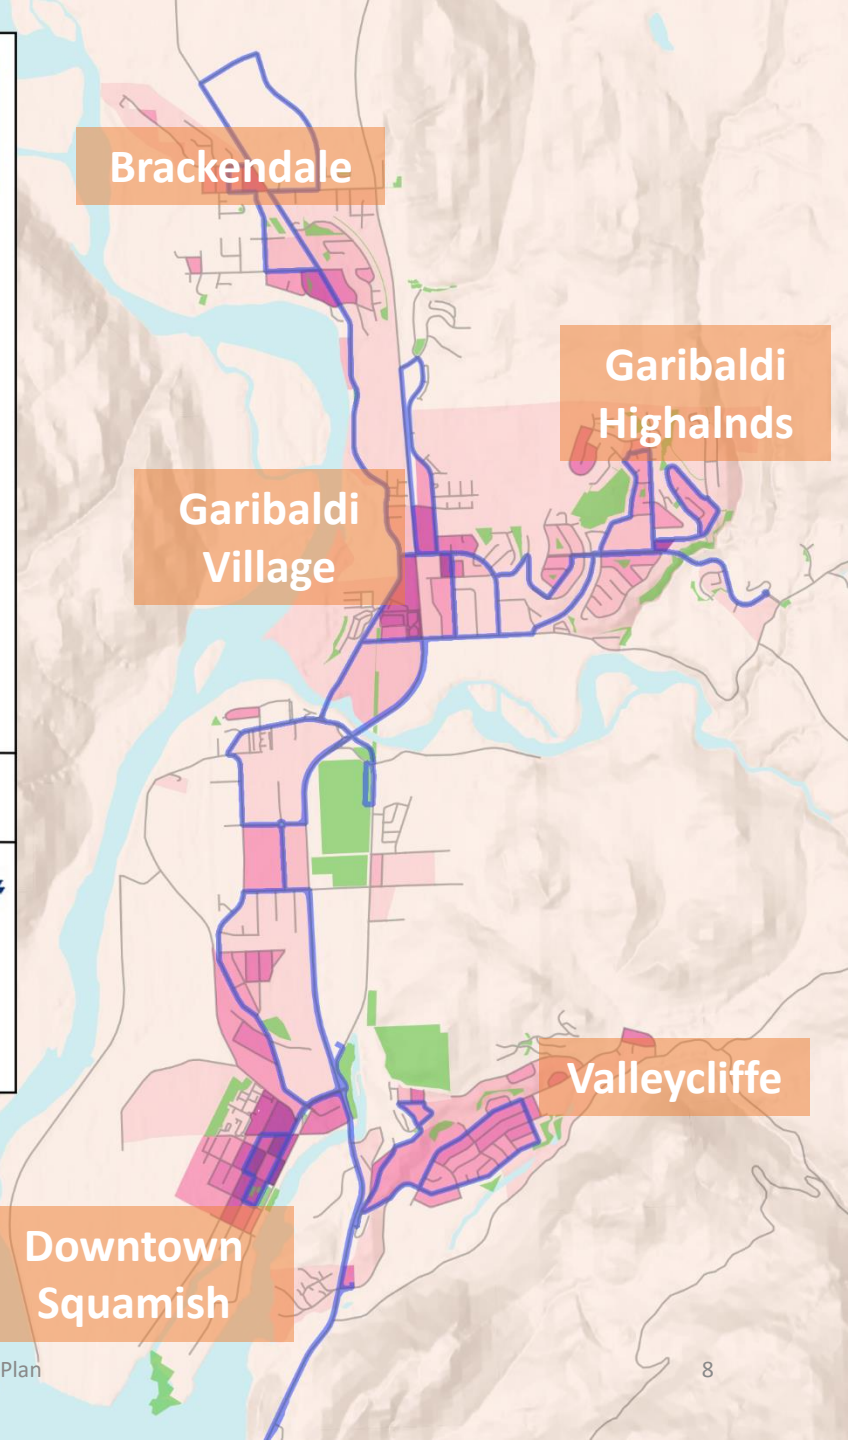 Brackendale
Garibaldi
Highalnds
Garibaldi
Village
Valleycliffe
Downtown
Squamish
Plan
8